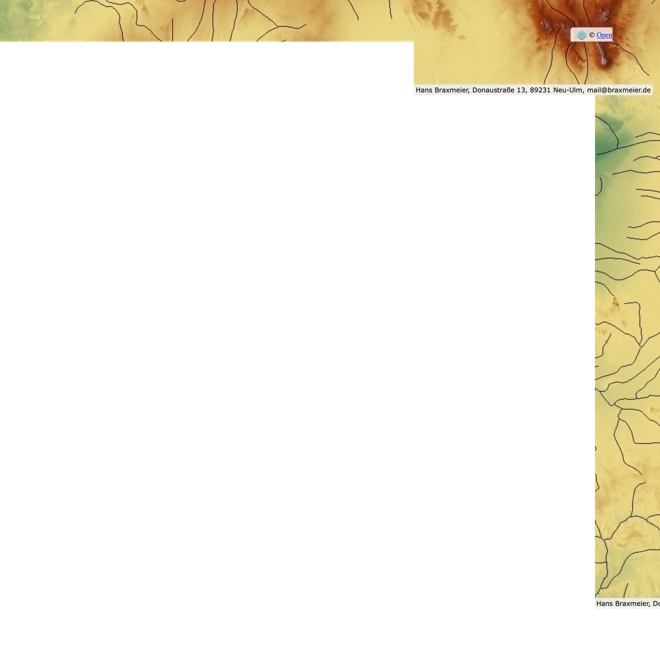 © Open
Hans Braxmeier, Donaustraße 13, 89231 Neu-Ulm, mail@braxmeier.de
Hans Braxmeier, Do